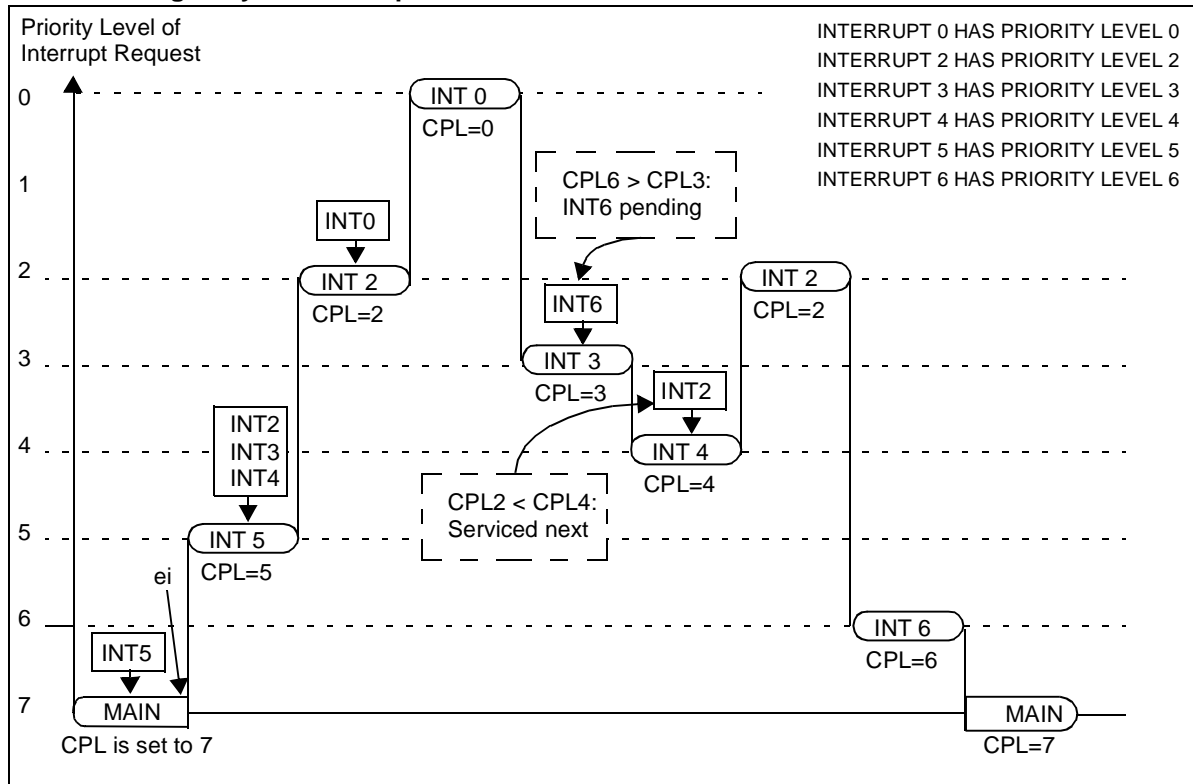 Priority Level of
Interrupt Request
INTERRUPT 0 HAS PRIORITY LEVEL 0
INTERRUPT 2 HAS PRIORITY LEVEL 2
INTERRUPT 3 HAS PRIORITY LEVEL 3
INTERRUPT 4 HAS PRIORITY LEVEL 4
INTERRUPT 5 HAS PRIORITY LEVEL 5
INTERRUPT 6 HAS PRIORITY LEVEL 6
0
INT 0
CPL=0
1
CPL6 > CPL3:
INT6 pending
INT0
2
INT 2
CPL=2
INT 2
CPL=2
INT6
3
INT 3
CPL=3
INT2
INT2
INT3
INT4
4
INT 4
CPL=4
CPL2 < CPL4:
Serviced next
5
INT 5
CPL=5
ei
6
INT 6
CPL=6
INT5
7
MAIN
CPL is set to 7
MAIN
CPL=7